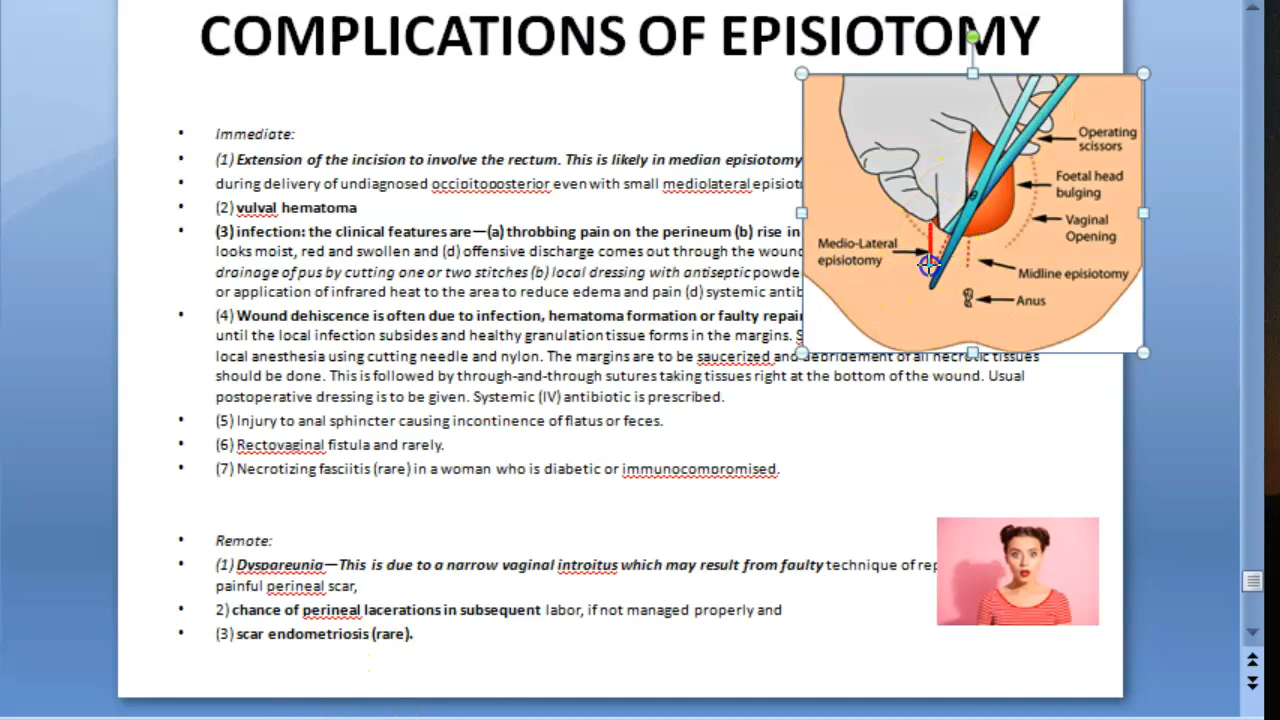 COMPLICATIONS OF EPISIOTOMY
Immediate:
(1) Extension of the incision to involve the rectum. This is likely in median episiotomy
during delivery of undiagnosed occipitoposterior even with small mediolateral
(2) vulval hematoma
(3) infection: the clinical features are—(a) throbbing pain on the perineum (b) rise in
looks moist, red and swollen and (d) offensive discharge comes out through the
drainage of pus by cutting one or two stitches (b) local dressing with antiseptic
or application of infrared heat to the area to reduce edema and pain (d) systemic
(4) Wound dehiscence is often due to infection, hematoma formation or faulty
until the local infection subsides and healthy granulation tissue forms in the margins.
local anesthesia using cutting needle and nylon. The margins are to be saucerized and debridement of all necrotic tissues
should be done. This is followed by through-and-through sutures taking tissues right at the bottom of the wound. Usual
postoperative dressing is to be given. Systemic (IV) antibiotic is prescribed.
(5) Injury to anal sphincter causing incontinence of flatus or feces.
(6) Rectovaginal fistula and rarely.
(7) Necrotizing fasciitis (rare) in a woman who is diabetic or immunocompromised.
Remote:
(1) Dyspareunia—This is due to a narrow vaginal introitus which may result from faulty technique of
painful perineal scar,
2) chance of perineal lacerations in subsequent labor, if not managed properly and
(3) scar endometriosis (rare).
Operating
scissors
Foetal head
bulging
Vaginal
Opening
Medio-Lateral
episiotomy
Midline episiotomy
Anus